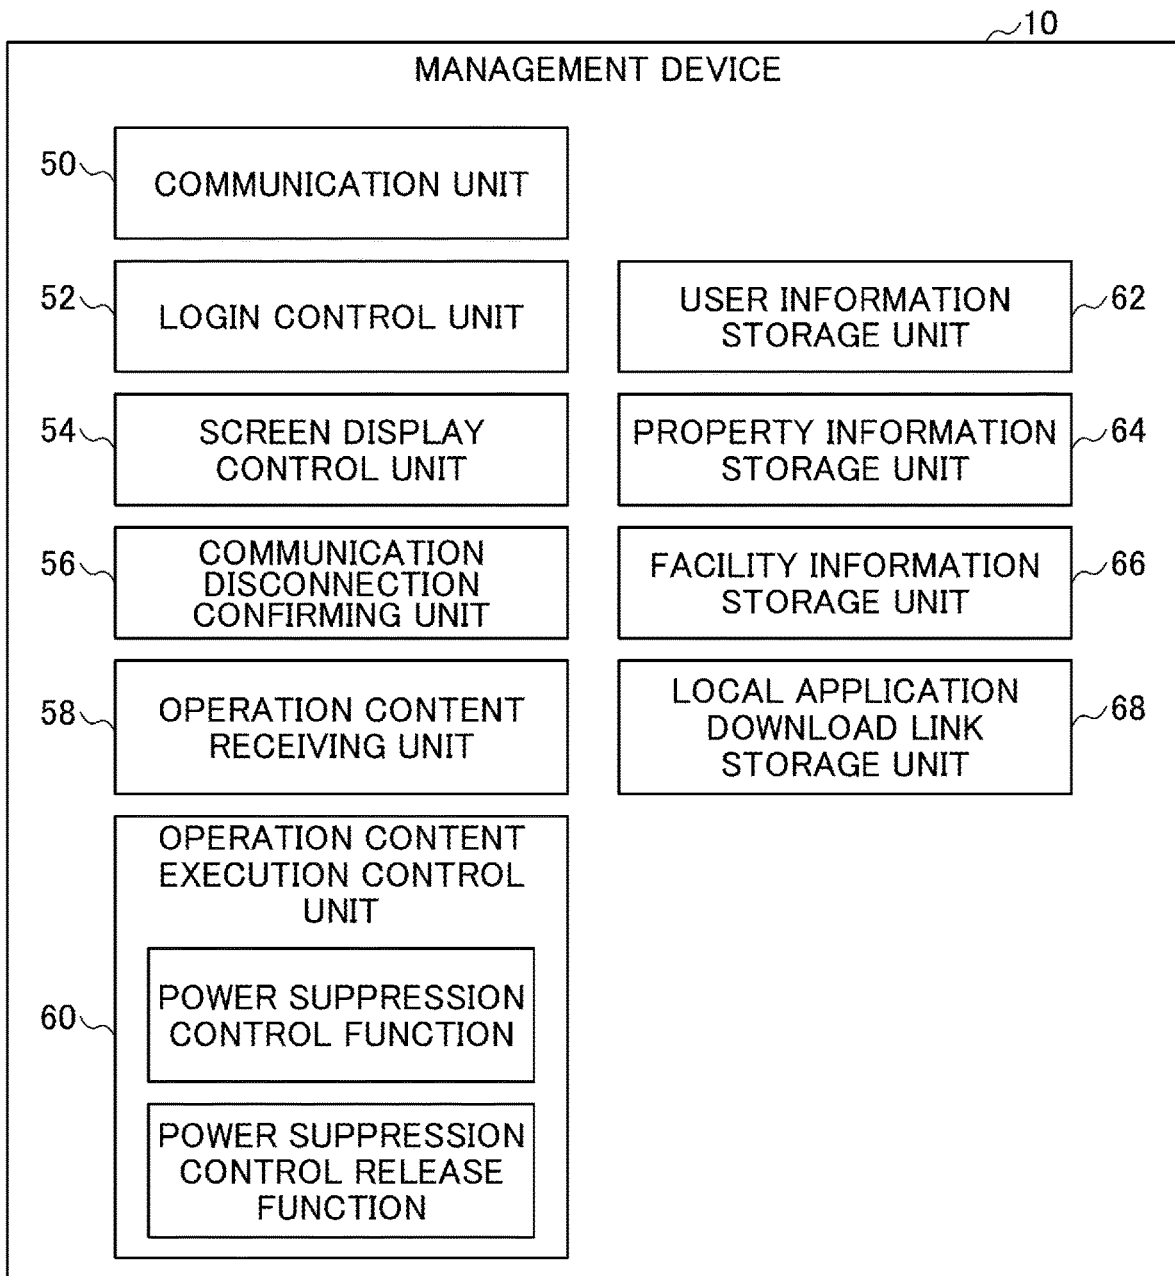 10
MANAGEMENT DEVICE
50
COMMUNICATION UNIT
52
LOGIN CONTROL UNIT
USER INFORMATION
STORAGE UNIT
62
54
SCREEN DISPLAY
CONTROL UNIT
PROPERTY INFORMATION
STORAGE UNIT
64
56
COMMUNICATION
DISCONNECTION
CONFIRMING UNIT
FACILITY INFORMATION
STORAGE UNIT
66
58
OPERATION CONTENT
RECEIVING UNIT
LOCAL APPLICATION
DOWNLOAD LINK
STORAGE UNIT
68
OPERATION CONTENT
EXECUTION CONTROL
UNIT
60
POWER SUPPRESSION
CONTROL FUNCTION
POWER SUPPRESSION
CONTROL RELEASE
FUNCTION